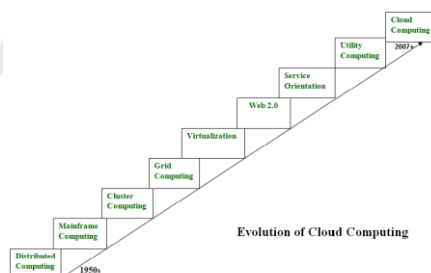 Cloud
Computing
2007+
Utility
Computing
Service
Orientation
Web 2.0
Virtualization
Grid
Computing
Cluster
Computing
Mainframe
Computing
Distributed
Computing
1950s
Evolution of Cloud Computing